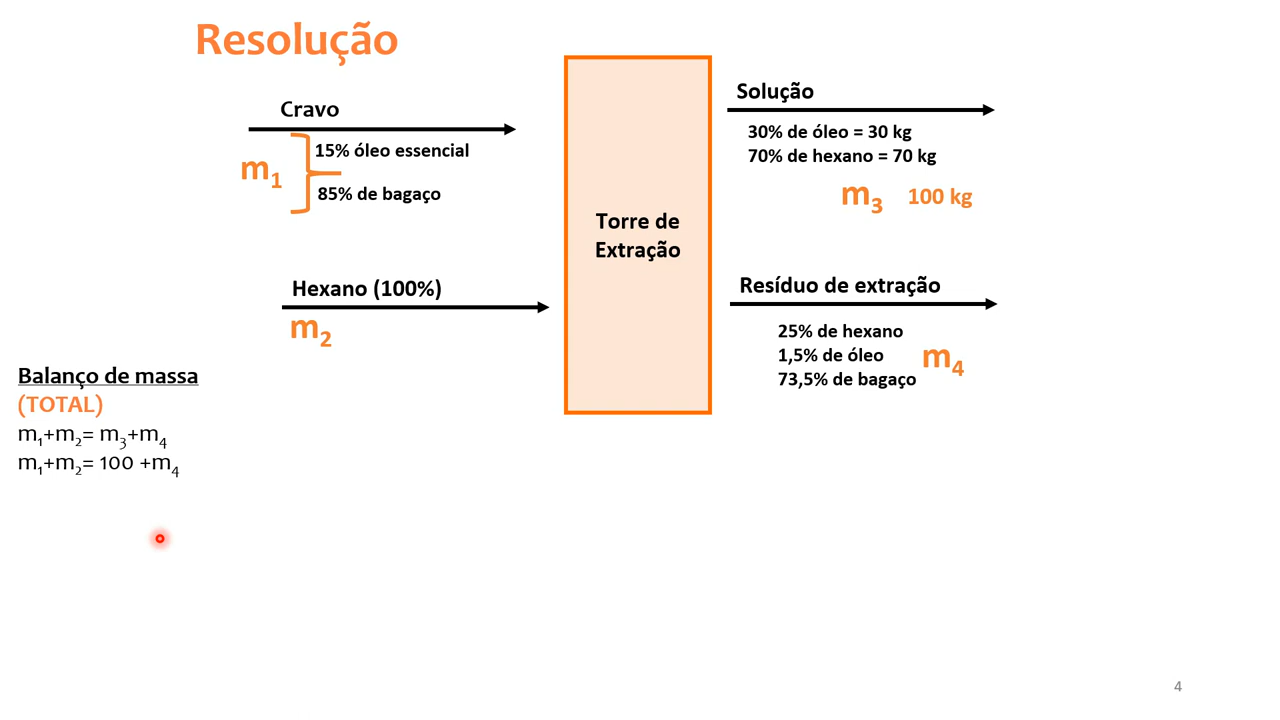 Resolução
Cravo
m1
15% óleo essencial
85% de bagaço
Hexano (100%)
m2
Torre de
Extração
Solução
30% de óleo = 30 kg
70% de hexano = 70 kg
m3 100 kg
Resíduo de extração
25% de hexano
1,5% de óleo
73,5% de bagaço
m4
Balanço de massa
(TOTAL)
m1+m2= m3+m4
m1+m2= 100 +m4
4